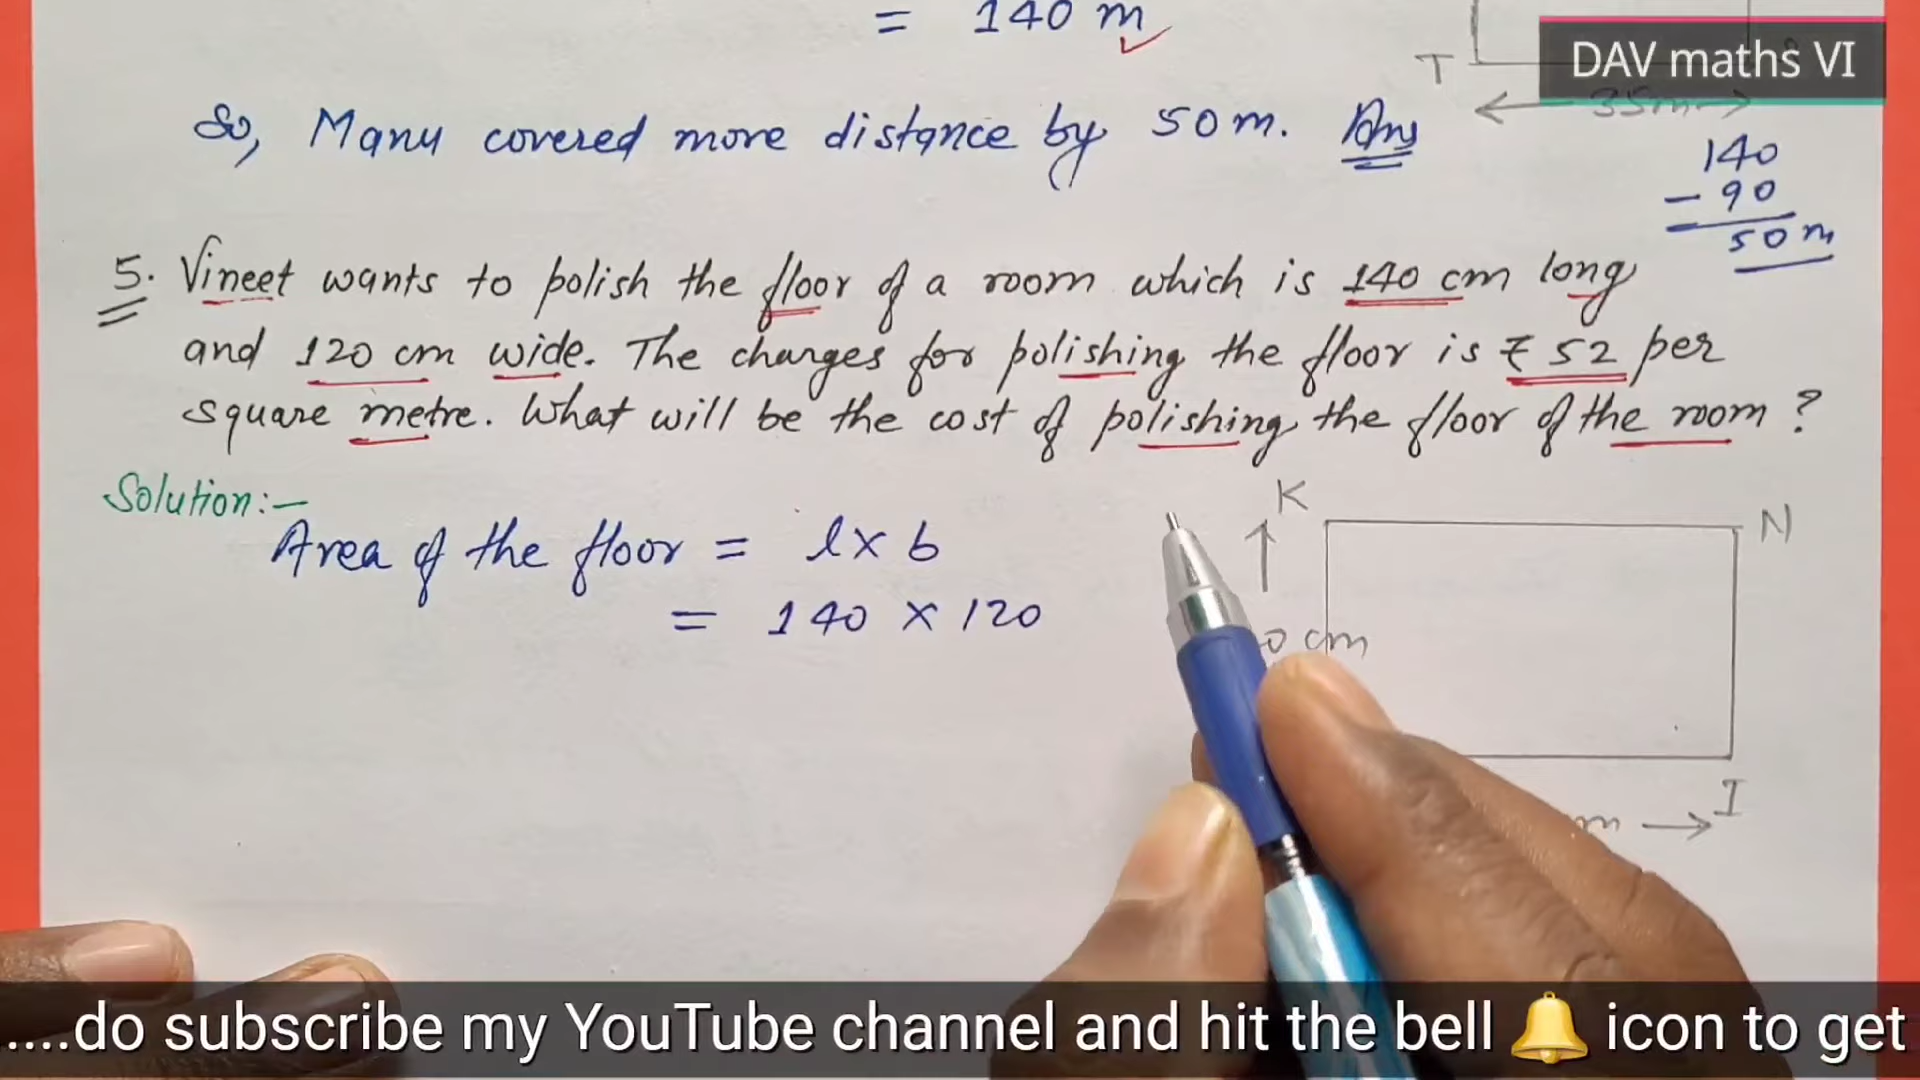 = 140 m
DAV maths VI
T
35m
So, Manu covered more distance by 50 m. Ans
140
- 90
50 m
5. Vineet wants to polish the floor of a room which is 140 cm long
and 120 cm wide. The charges for polishing the floor is ₹ 52 per
square metre. What will be the cost of polishing the floor of the room ?
Solution:-
K
N
Area of the floor = l x b
= 140 x 120
0 cm
I
m
....do subscribe my YouTube channel and hit the bell 🔔 icon to get